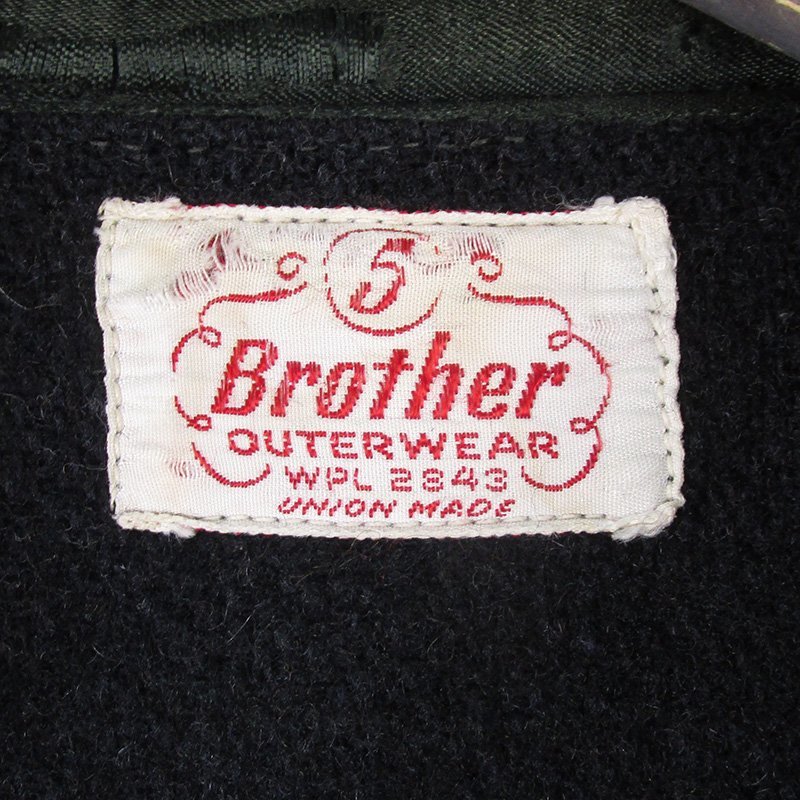 5
Brother
OUTERWEAR
WPL 2843
UNION MADE